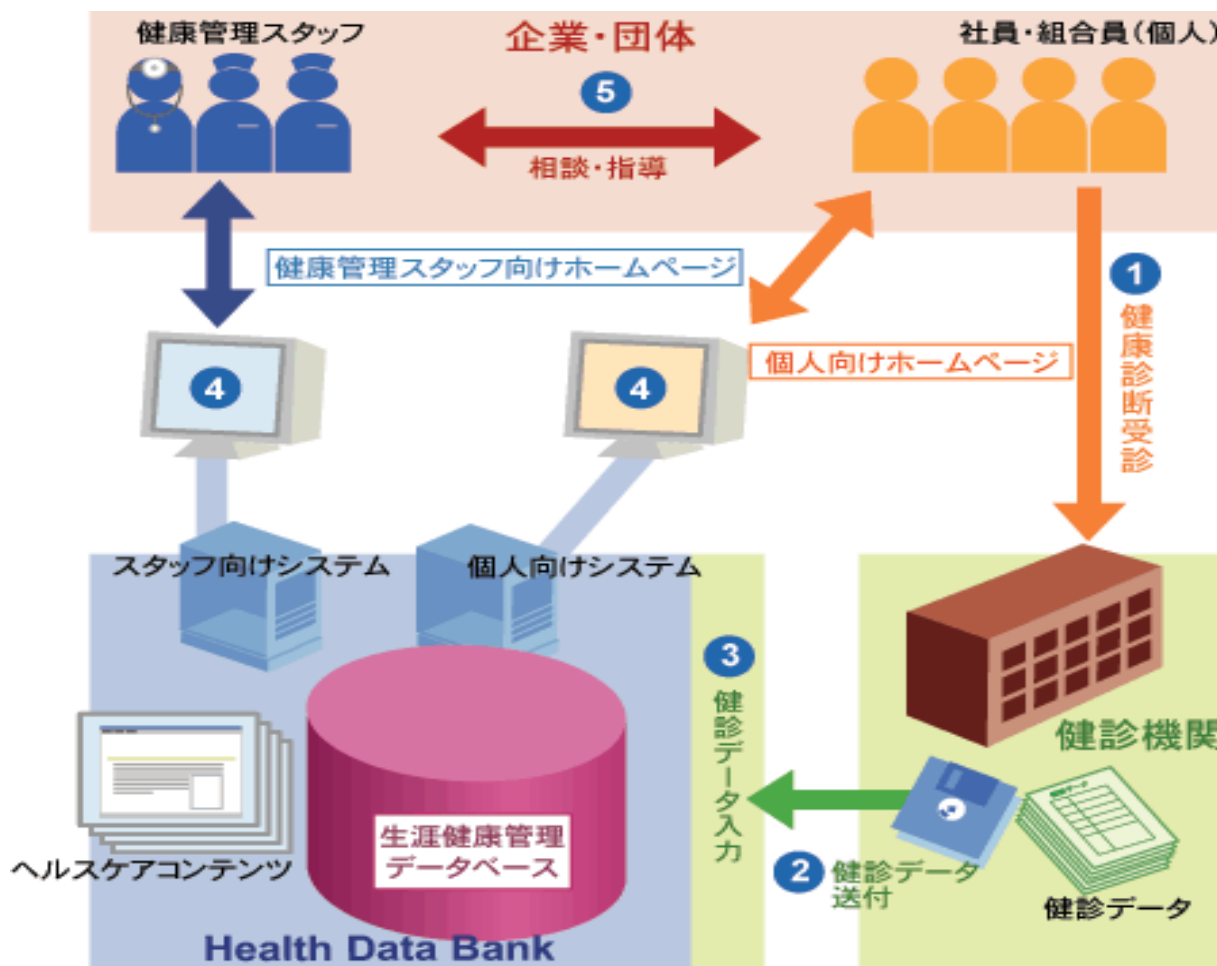 健康管理スタッフ
企業・団体
社員・組合員(個人)
5
相談・指導
健康管理スタッフ向けホームページ
1
健康診断受診
個人向けホームページ
4
4
スタッフ向けシステム
個人向けシステム
3
健診データ入力
健診機関
生涯健康管理
データベース
ヘルスケアコンテンツ
2
健診データ
送付
健診データ
健診データ
Health Data Bank